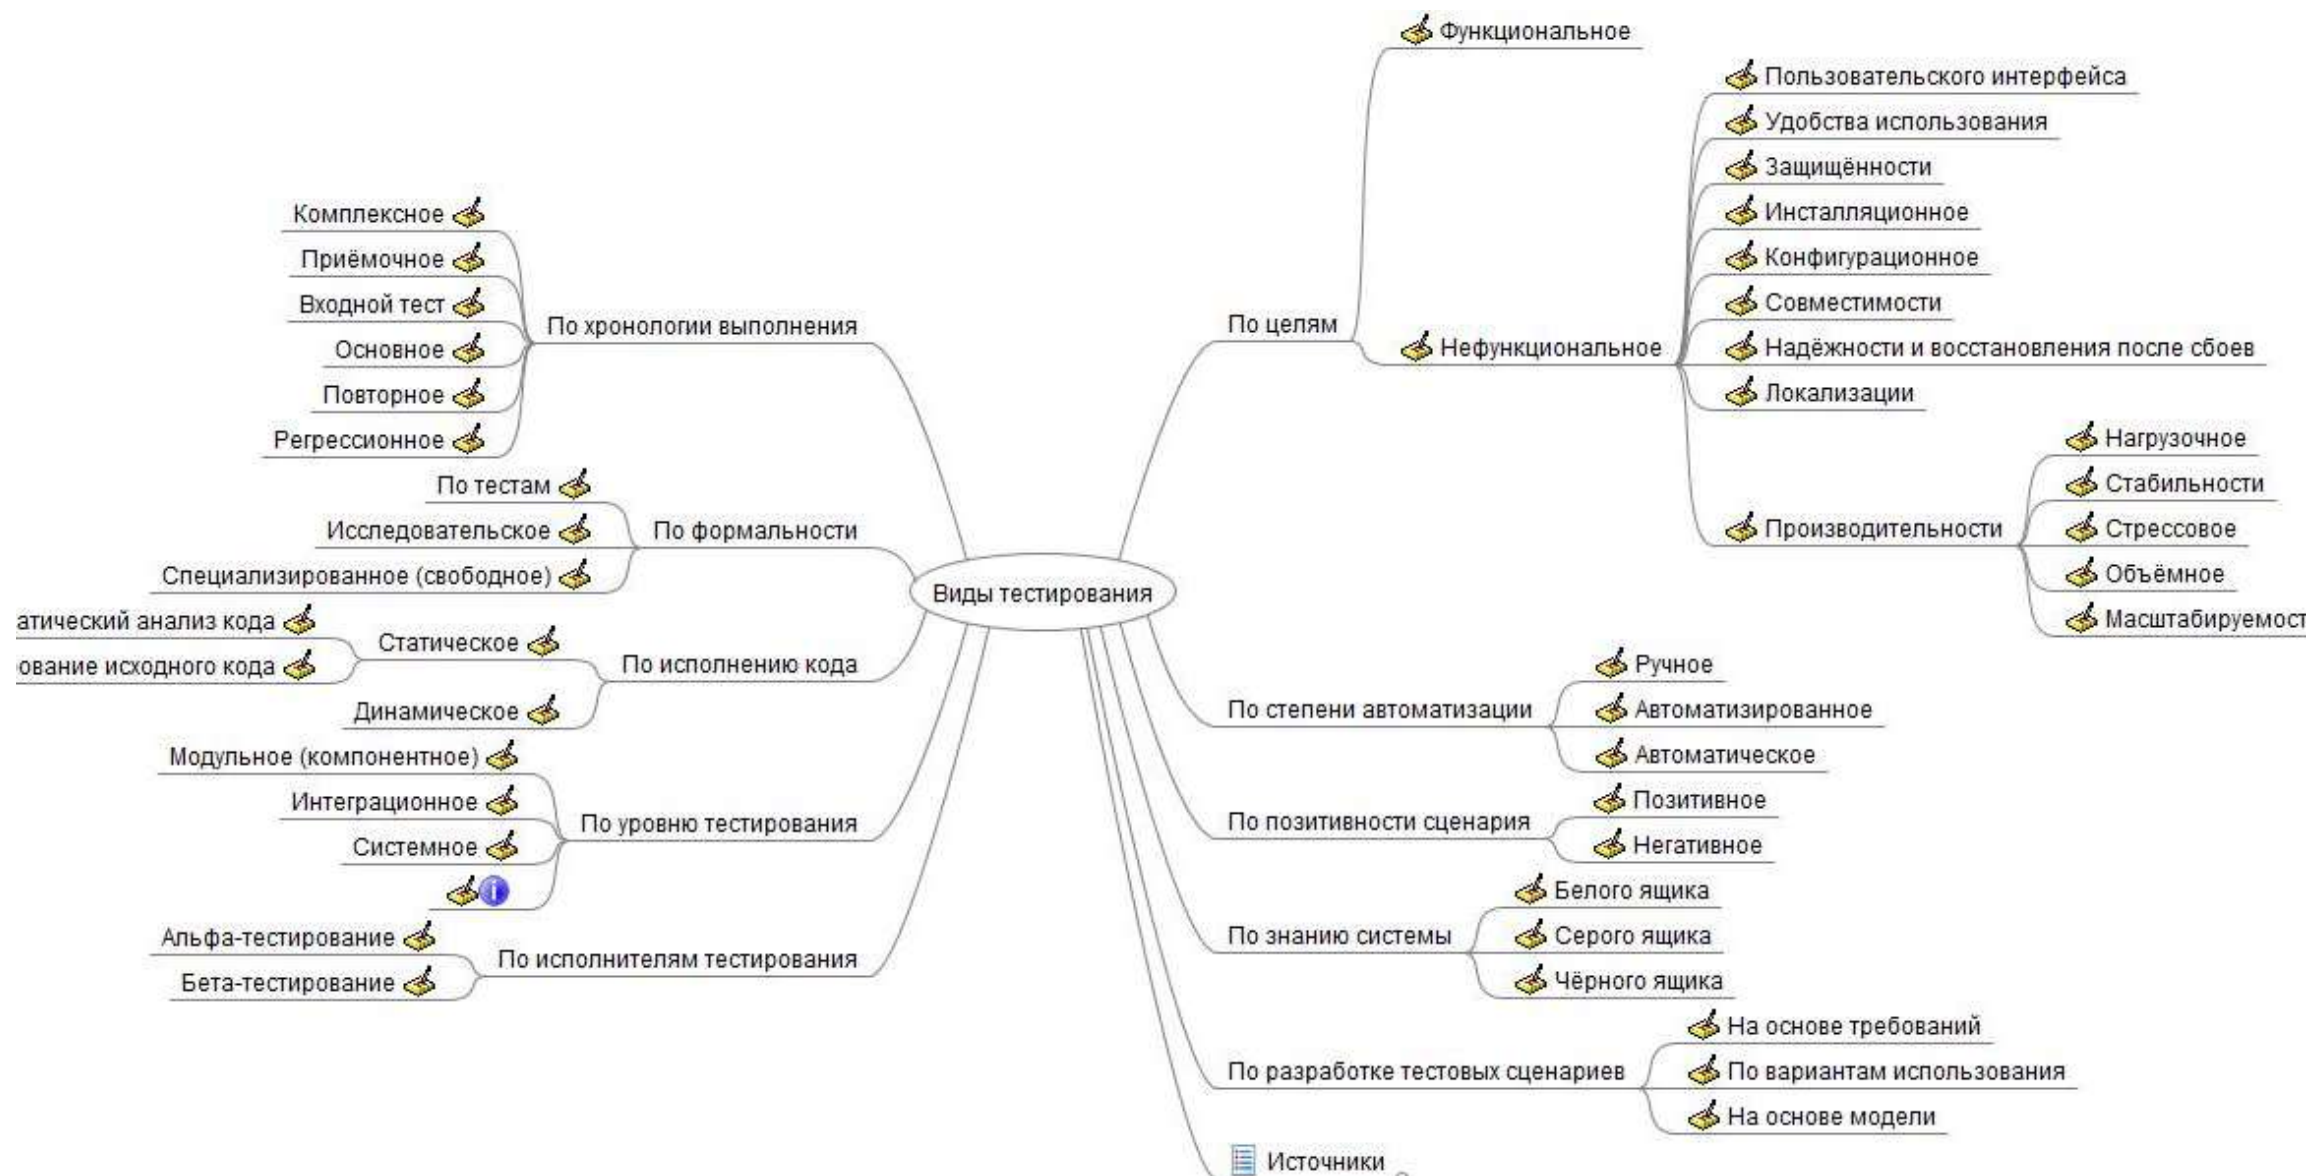 Виды тестирования
По хронологии выполнения
Комплексное
Приёмочное
Входной тест
Основное
Повторное
Регрессионное
По формальности
По тестам
Исследовательское
Специализированное (свободное)
По исполнению кода
Статическое
анализ кода
исходного кода
Динамическое
По уровню тестирования
Модульное (компонентное)
Интеграционное
Системное
По исполнителям тестирования
Альфа-тестирование
Бета-тестирование
По целям
Функциональное
Нефункциональное
Пользовательского интерфейса
Удобства использования
Защищённости
Инсталляционное
Конфигурационное
Совместимости
Надёжности и восстановления после сбоев
Локализации
Производительности
Нагрузочное
Стабильности
Стрессовое
Объёмное
Масштабируемост
По степени автоматизации
Ручное
Автоматизированное
Автоматическое
По позитивности сценария
Позитивное
Негативное
По знанию системы
Белого ящика
Серого ящика
Чёрного ящика
По разработке тестовых сценариев
На основе требований
По вариантам использования
На основе модели
Источники